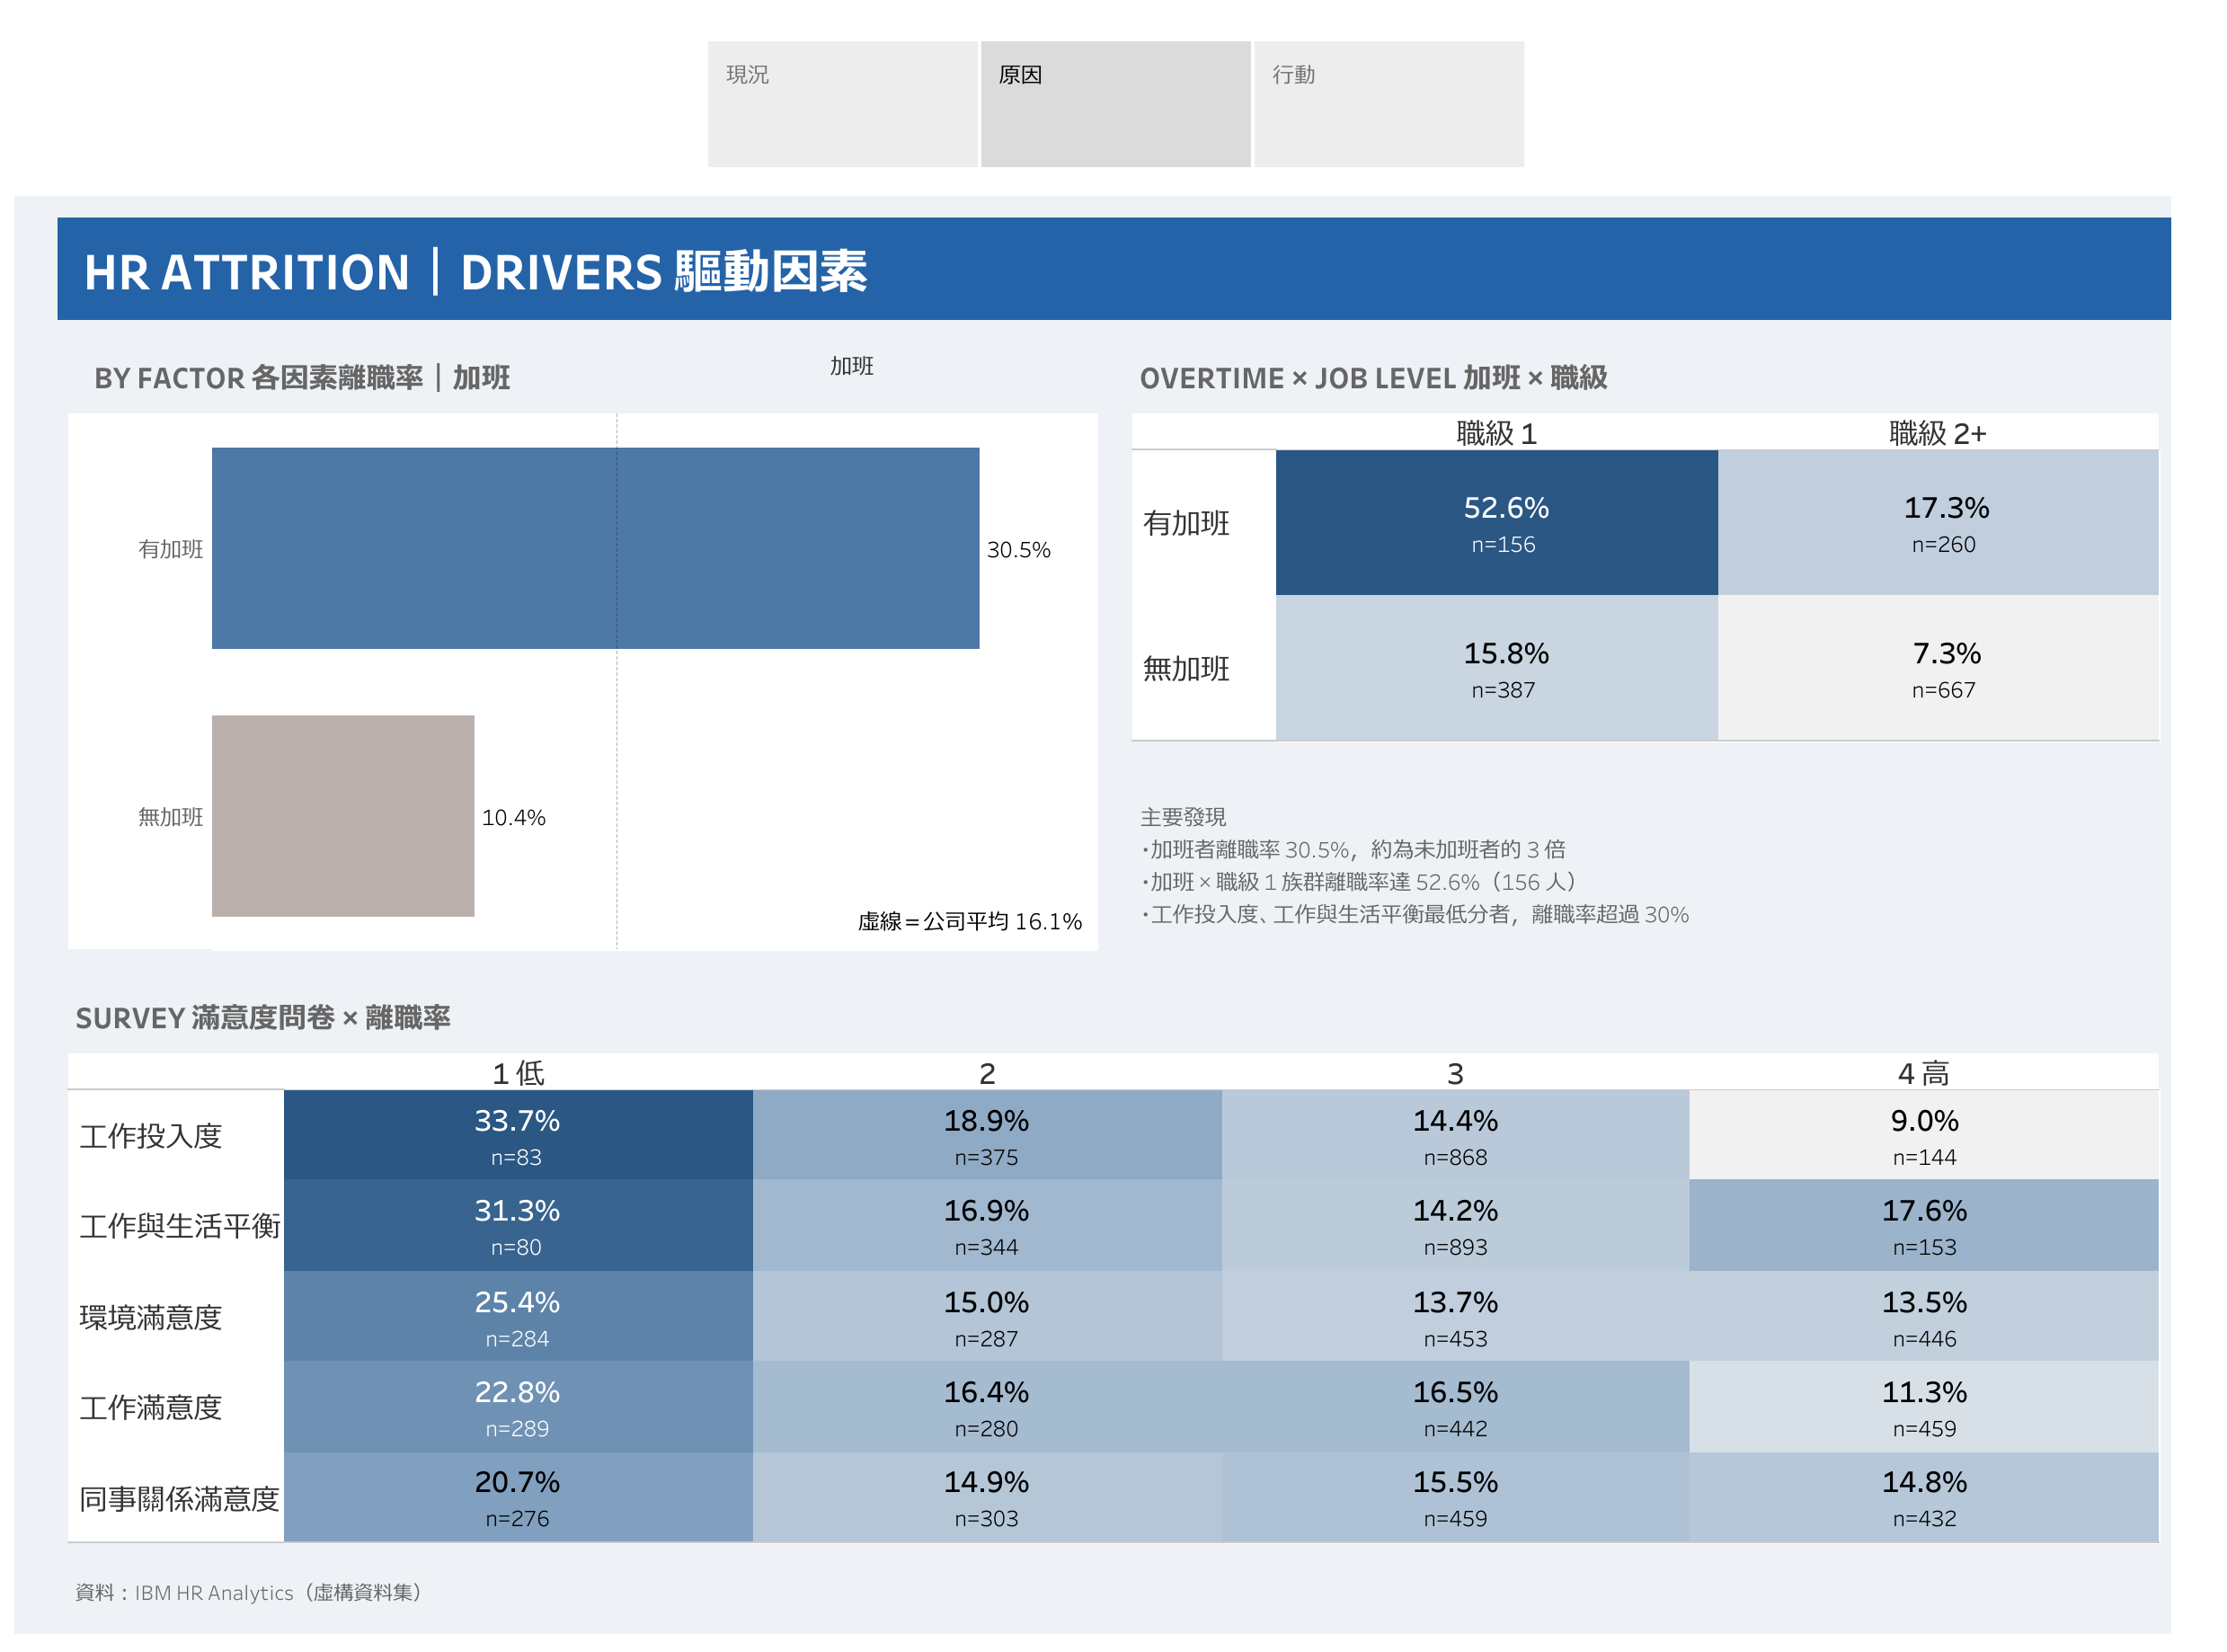 現況
原因
行動
HR ATTRITION｜DRIVERS 驅動因素
BY FACTOR 各因素離職率｜加班
加班
有加班
30.5%
無加班
10.4%
虛線＝公司平均 16.1%
OVERTIME × JOB LEVEL 加班 × 職級
職級 1
職級 2+
有加班
52.6%
n=156
17.3%
n=260
無加班
15.8%
n=387
7.3%
n=667
主要發現
・加班者離職率 30.5%，約為未加班者的 3 倍
・加班 × 職級 1 族群離職率達 52.6%（156 人）
・工作投入度、工作與生活平衡最低分者，離職率超過 30%
SURVEY 滿意度問卷 × 離職率
1 低
2
3
4 高
工作投入度
33.7%
n=83
18.9%
n=375
14.4%
n=868
9.0%
n=144
工作與生活平衡
31.3%
n=80
16.9%
n=344
14.2%
n=893
17.6%
n=153
環境滿意度
25.4%
n=284
15.0%
n=287
13.7%
n=453
13.5%
n=446
工作滿意度
22.8%
n=289
16.4%
n=280
16.5%
n=442
11.3%
n=459
同事關係滿意度
20.7%
n=276
14.9%
n=303
15.5%
n=459
14.8%
n=432
資料：IBM HR Analytics（虛構資料集）